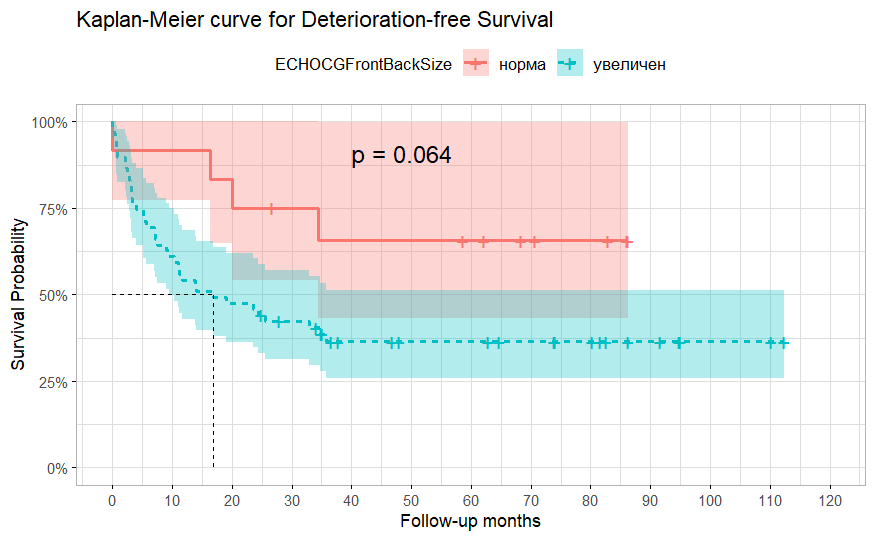 Kaplan-Meier curve for Deterioration-free Survival
ECHOCGFrontBackSize норма увеличен
p = 0.064
100%
75%
50%
25%
0%
Survival Probability
0 10 20 30 40 50 60 70 80 90 100 110 120
Follow-up months